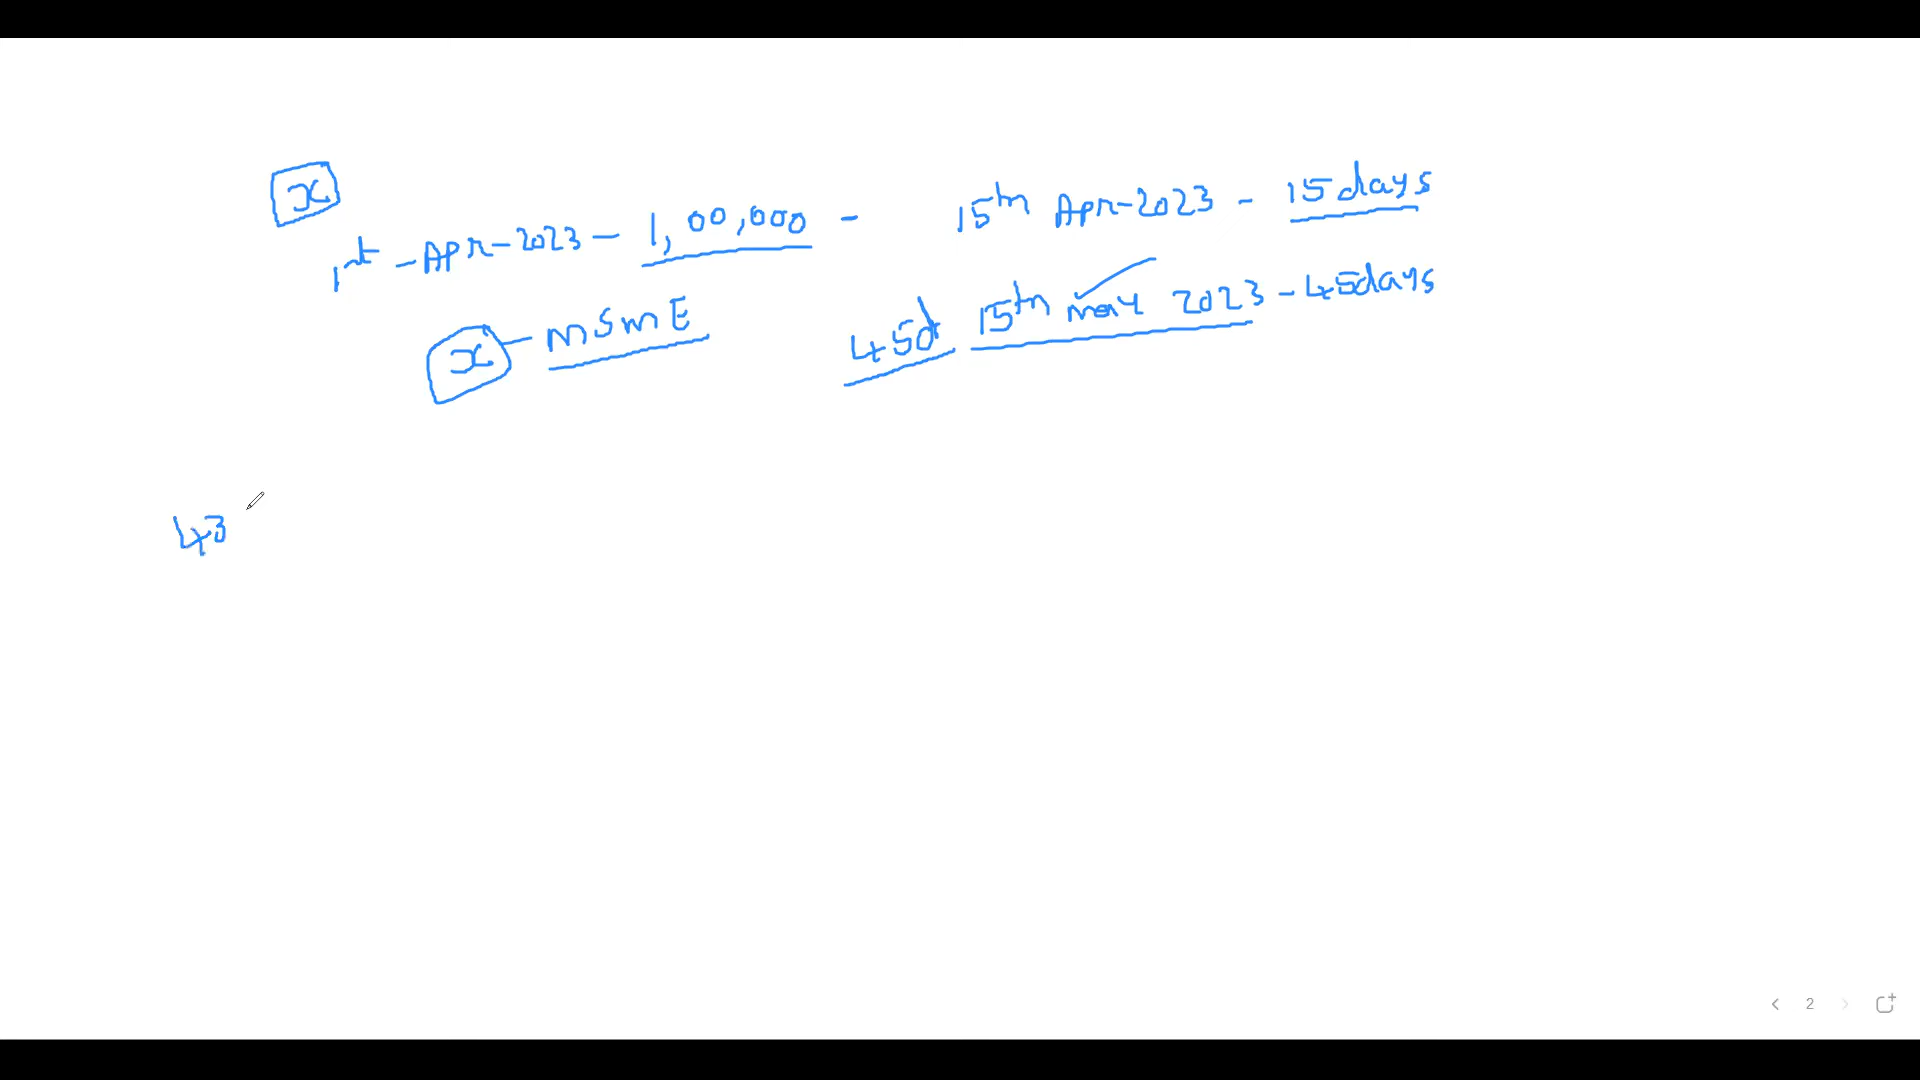 x
1st - Apr - 2023 - 1,00,000 - 15th Apr - 2023 - 15 days
x - MSME 45d 15th may 2023 - 45days
43
2